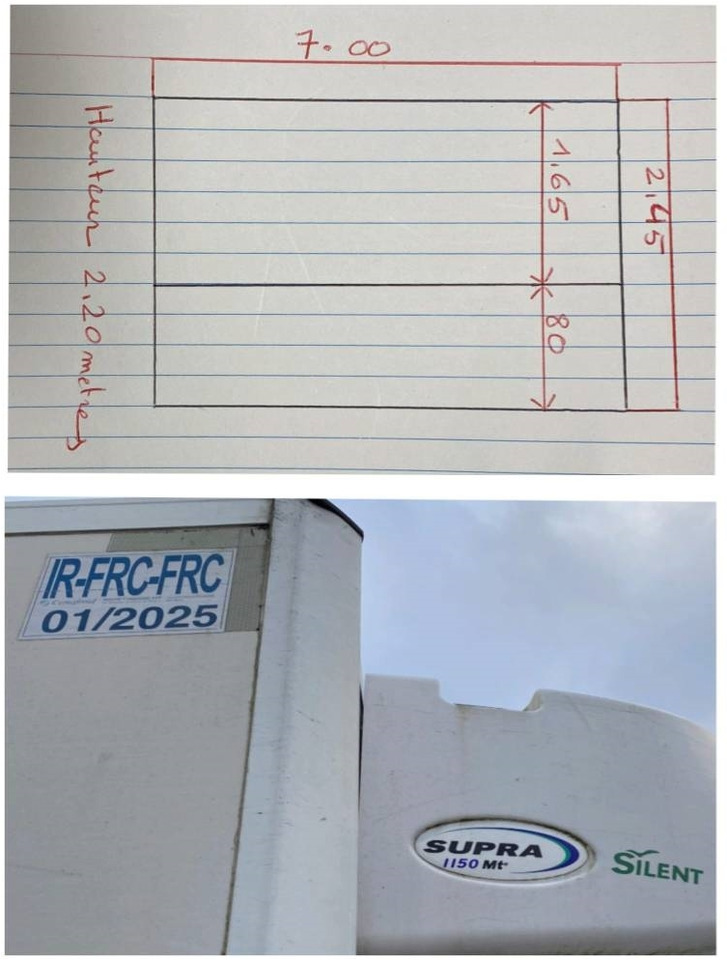 7.00
1.65
2.45
80
Hauteur 2.20 metres
IR-FRC-FRC
01/2025
SUPRA
1150 Mt
SILENT